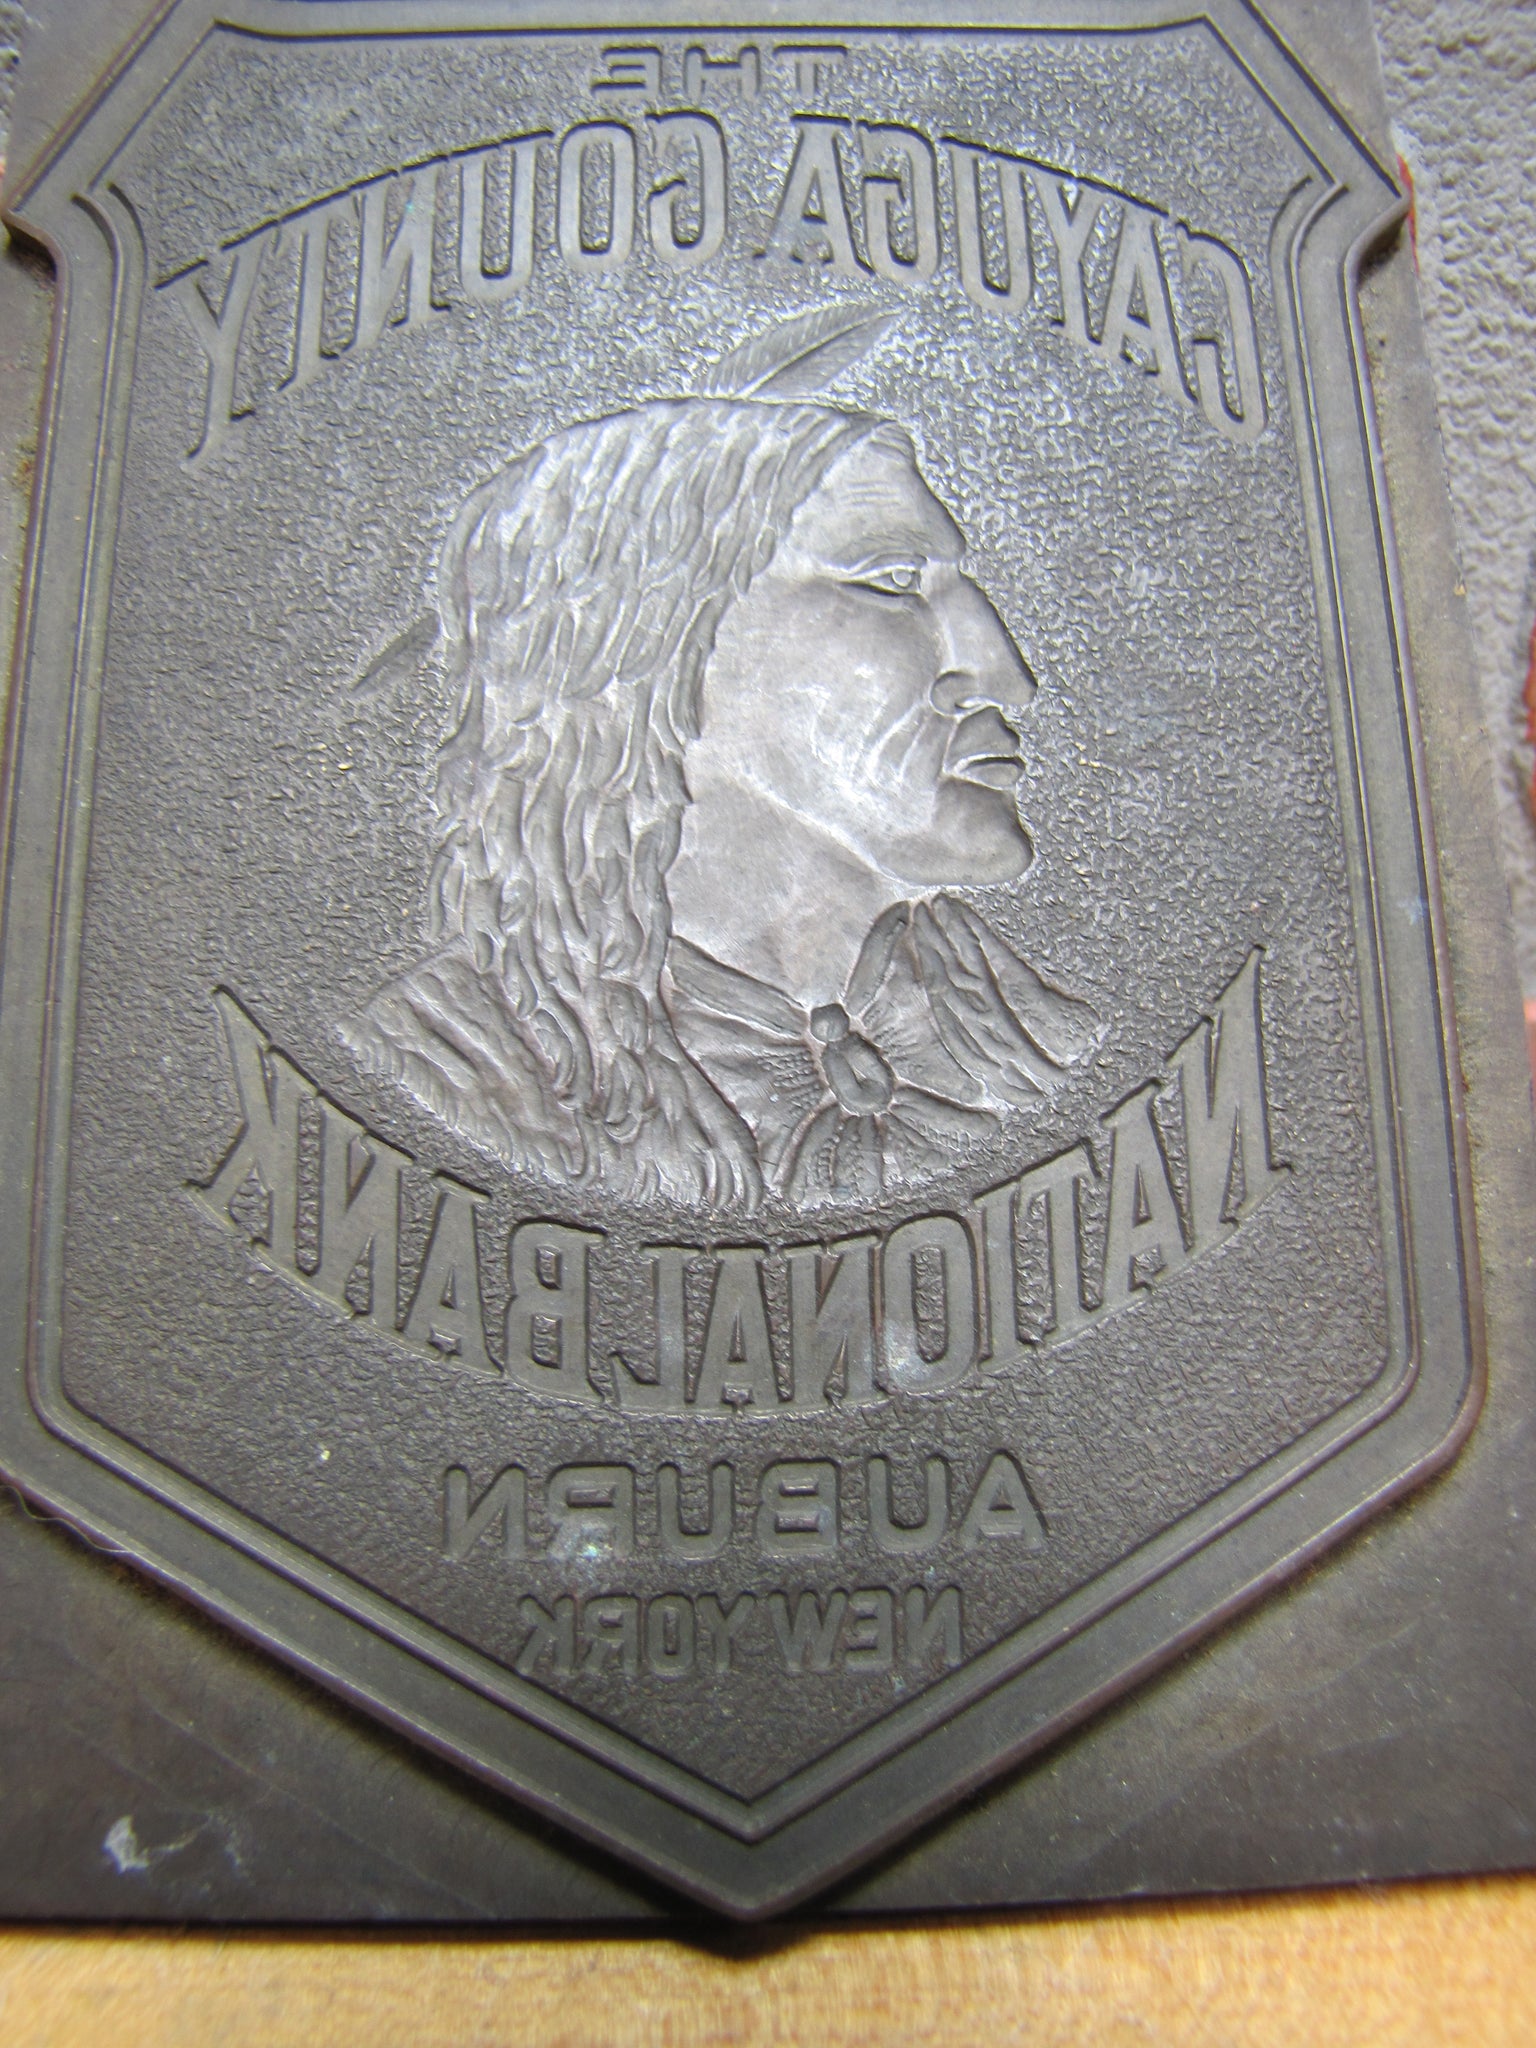 THE
CAYUGA COUNTY
NATIONAL BANK
AUBURN
NEW YORK